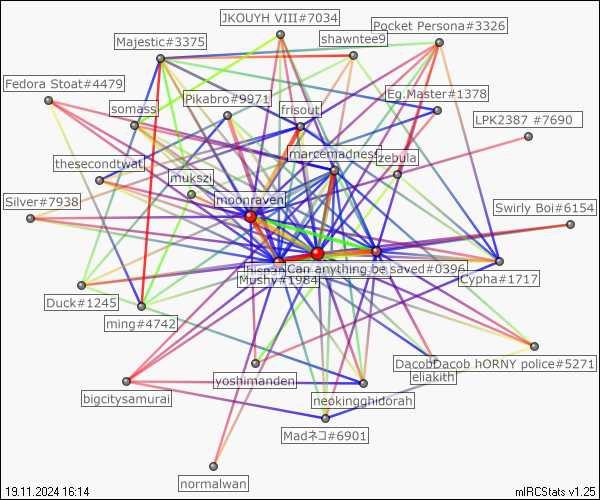 JKOUYH VIII#7034
Pocket Persona#3326
shawntee9
Majestic#3375
Fedora Stoat#4479
Pikabro#9971
Eg.Master#1378
somass
frisout
LPK2387 #7690
marcemadness
zebula
thesecondtwat
mukszi
moonraven
Silver#7938
Swirly Boi#6154
Can anything be saved#0396
Mushy#1984
Cypha#1717
Duck#1245
ming#4742
DacobDacob hORNY police#5271
eliakith
yoshimanden
bigcitysamurai
neokingghidorah
Madネコ#6901
normalwan
19.11.2024 16:14
mIRCStats v1.25